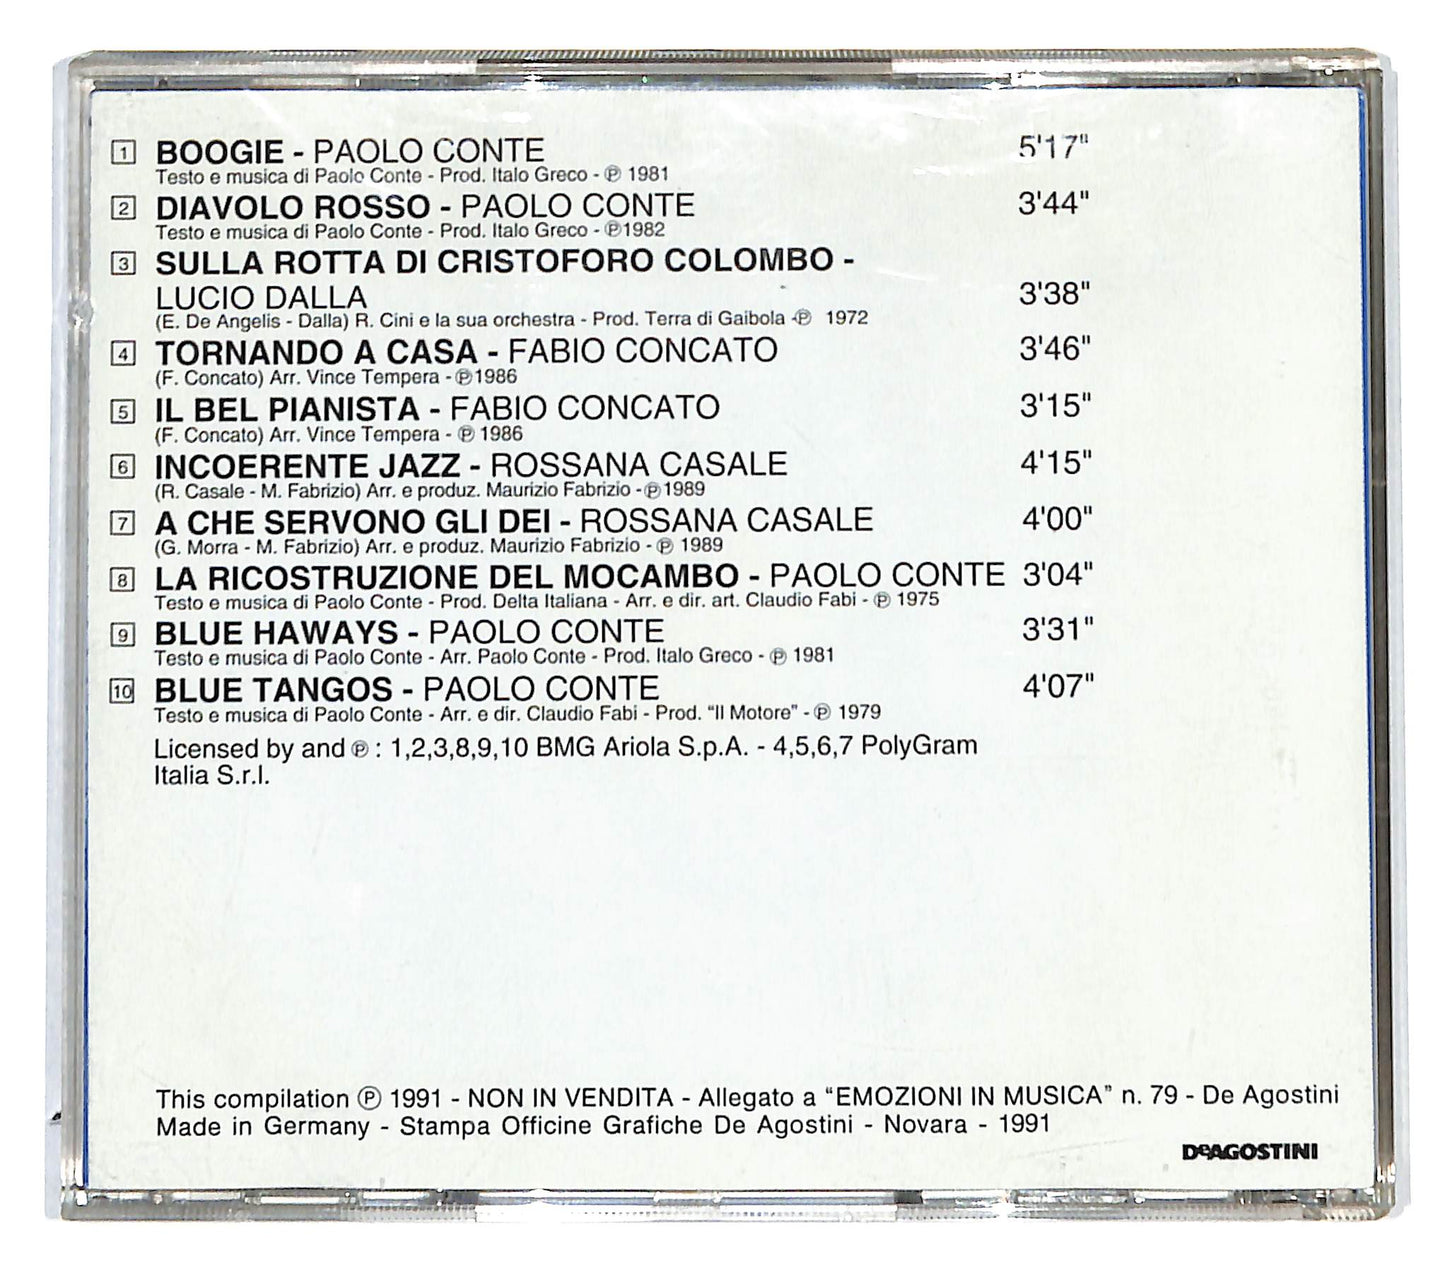 1 BOOGIE - PAOLO CONTE 5'17"
Testo e musica di Paolo Conte - Prod. Italo Greco - ℗ 1981
2 DIAVOLO ROSSO - PAOLO CONTE 3'44"
Testo e musica di Paolo Conte - Prod. Italo Greco - ℗1982
3 SULLA ROTTA DI CRISTOFORO COLOMBO -
LUCIO DALLA 3'38"
(E. De Angelis - Dalla) R. Cini e la sua orchestra - Prod. Terra di Gaibola -℗ 1972
4 TORNANDO A CASA - FABIO CONCATO 3'46"
(F. Concato) Arr. Vince Tempera - ℗1986
5 IL BEL PIANISTA - FABIO CONCATO 3'15"
(F. Concato) Arr. Vince Tempera - ℗ 1986
6 INCOERENTE JAZZ - ROSSANA CASALE 4'15"
(R. Casale - M. Fabrizio) Arr. e produz. Maurizio Fabrizio -℗1989
7 A CHE SERVONO GLI DEI - ROSSANA CASALE 4'00"
(G. Morra - M. Fabrizio) Arr. e produz. Maurizio Fabrizio - ℗ 1989
8 LA RICOSTRUZIONE DEL MOCAMBO - PAOLO CONTE 3'04"
Testo e musica di Paolo Conte - Prod. Delta Italiana - Arr. e dir. art. Claudio Fabi - ℗ 1975
9 BLUE HAWAYS - PAOLO CONTE 3'31"
Testo e musica di Paolo Conte - Arr. Paolo Conte - Prod. Italo Greco - ℗ 1981
10 BLUE TANGOS - PAOLO CONTE 4'07"
Testo e musica di Paolo Conte - Arr. e dir. Claudio Fabi - Prod. “Il Motore” - ℗ 1979
Licensed by and ℗ : 1,2,3,8,9,10 BMG Ariola S.p.A. - 4,5,6,7 PolyGram
Italia S.r.l.
This compilation ℗ 1991 - NON IN VENDITA - Allegato a “EMOZIONI IN MUSICA” n. 79 - De Agostini
Made in Germany - Stampa Officine Grafiche De Agostini - Novara - 1991
DeAGOSTINI